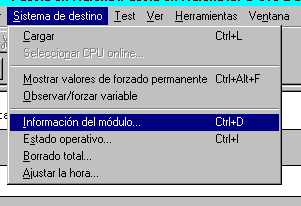 Sistema de destino Test Ver Herramientas Ventana
Cargar Ctrl+L
Seleccionar CPU online...
Mostrar valores de forzado permanente Ctrl+Alt+F
Observar/forzar variable
Información del módulo... Ctrl+D
Estado operativo... Ctrl+I
Borrado total...
Ajustar la hora...